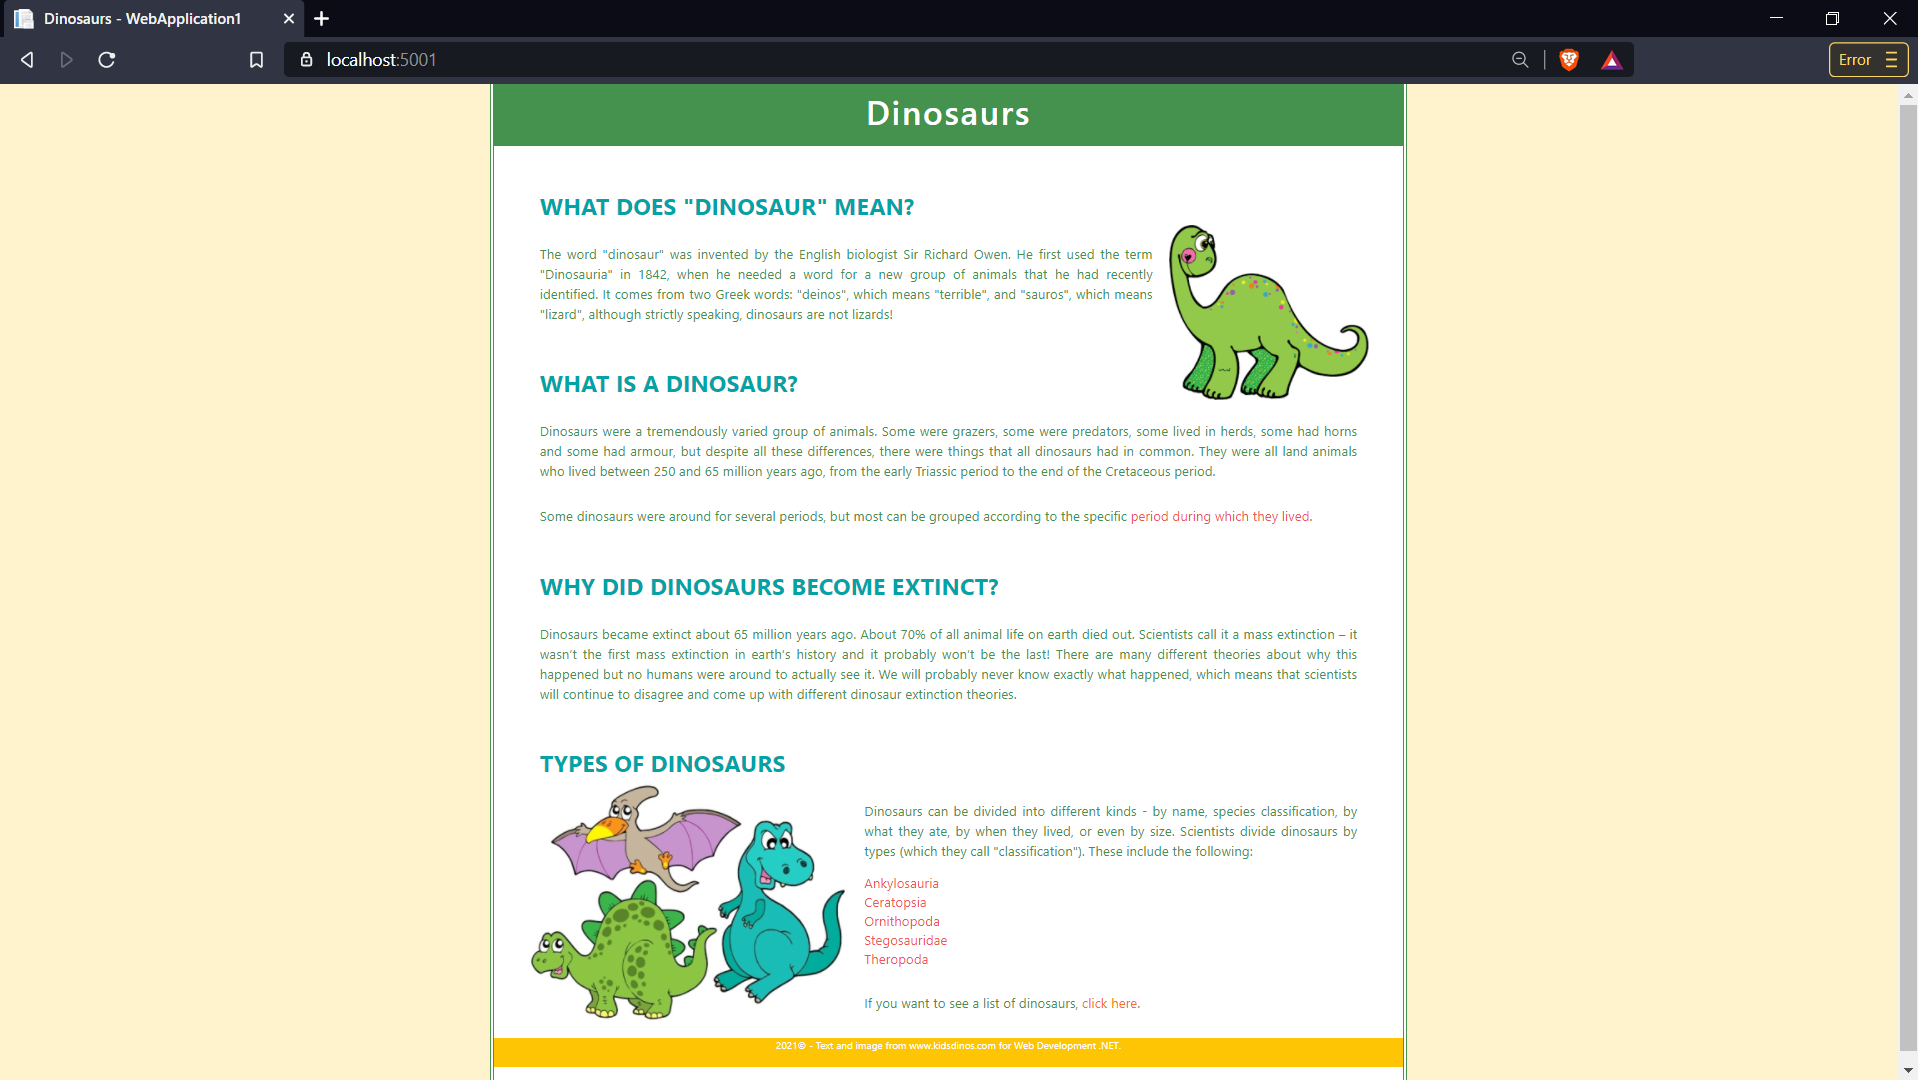 Dinosaurs - WebApplication1
localhost:5001
Error
Dinosaurs
WHAT DOES "DINOSAUR" MEAN?
The word "dinosaur" was invented by the English biologist Sir Richard Owen. He first used the term
"Dinosauria" in 1842, when he needed a word for a new group of animals that he had recently
identified. It comes from two Greek words: "deinos", which means "terrible", and "sauros", which means
"lizard", although strictly speaking, dinosaurs are not lizards!
WHAT IS A DINOSAUR?
Dinosaurs were a tremendously varied group of animals. Some were grazers, some were predators, some lived in herds, some had horns
and some had armour, but despite all these differences, there were things that all dinosaurs had in common. They were all land animals
who lived between 250 and 65 million years ago, from the early Triassic period to the end of the Cretaceous period.
Some dinosaurs were around for several periods, but most can be grouped according to the specific period during which they lived.
WHY DID DINOSAURS BECOME EXTINCT?
Dinosaurs became extinct about 65 million years ago. About 70% of all animal life on earth died out. Scientists call it a mass extinction – it
wasn't the first mass extinction in earth's history and it probably won't be the last! There are many different theories about why this
happened but no humans were around to actually see it. We will probably never know exactly what happened, which means that scientists
will continue to disagree and come up with different dinosaur extinction theories.
TYPES OF DINOSAURS
Dinosaurs can be divided into different kinds - by name, species classification, by
what they ate, by when they lived, or even by size. Scientists divide dinosaurs by
types (which they call "classification"). These include the following:
Ankylosauria
Ceratopsia
Ornithopoda
Stegosauridae
Theropoda
If you want to see a list of dinosaurs, click here.
2021© - Text and image from www.kidsdinos.com for Web Development .NET.